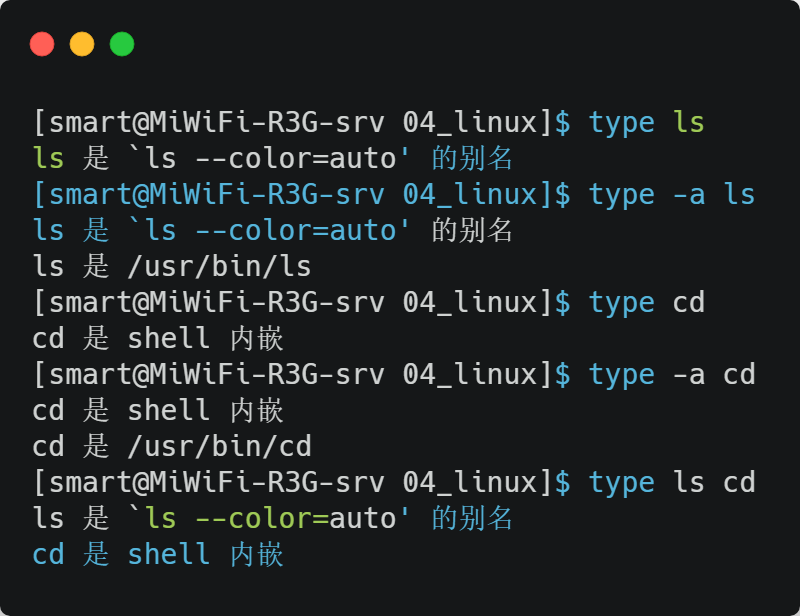 [smart@MiWiFi-R3G-srv 04_linux]$ type ls
ls 是 `ls --color=auto' 的别名
[smart@MiWiFi-R3G-srv 04_linux]$ type -a ls
ls 是 `ls --color=auto' 的别名
ls 是 /usr/bin/ls
[smart@MiWiFi-R3G-srv 04_linux]$ type cd
cd 是 shell 内嵌
[smart@MiWiFi-R3G-srv 04_linux]$ type -a cd
cd 是 shell 内嵌
cd 是 /usr/bin/cd
[smart@MiWiFi-R3G-srv 04_linux]$ type ls cd
ls 是 `ls --color=auto' 的别名
cd 是 shell 内嵌